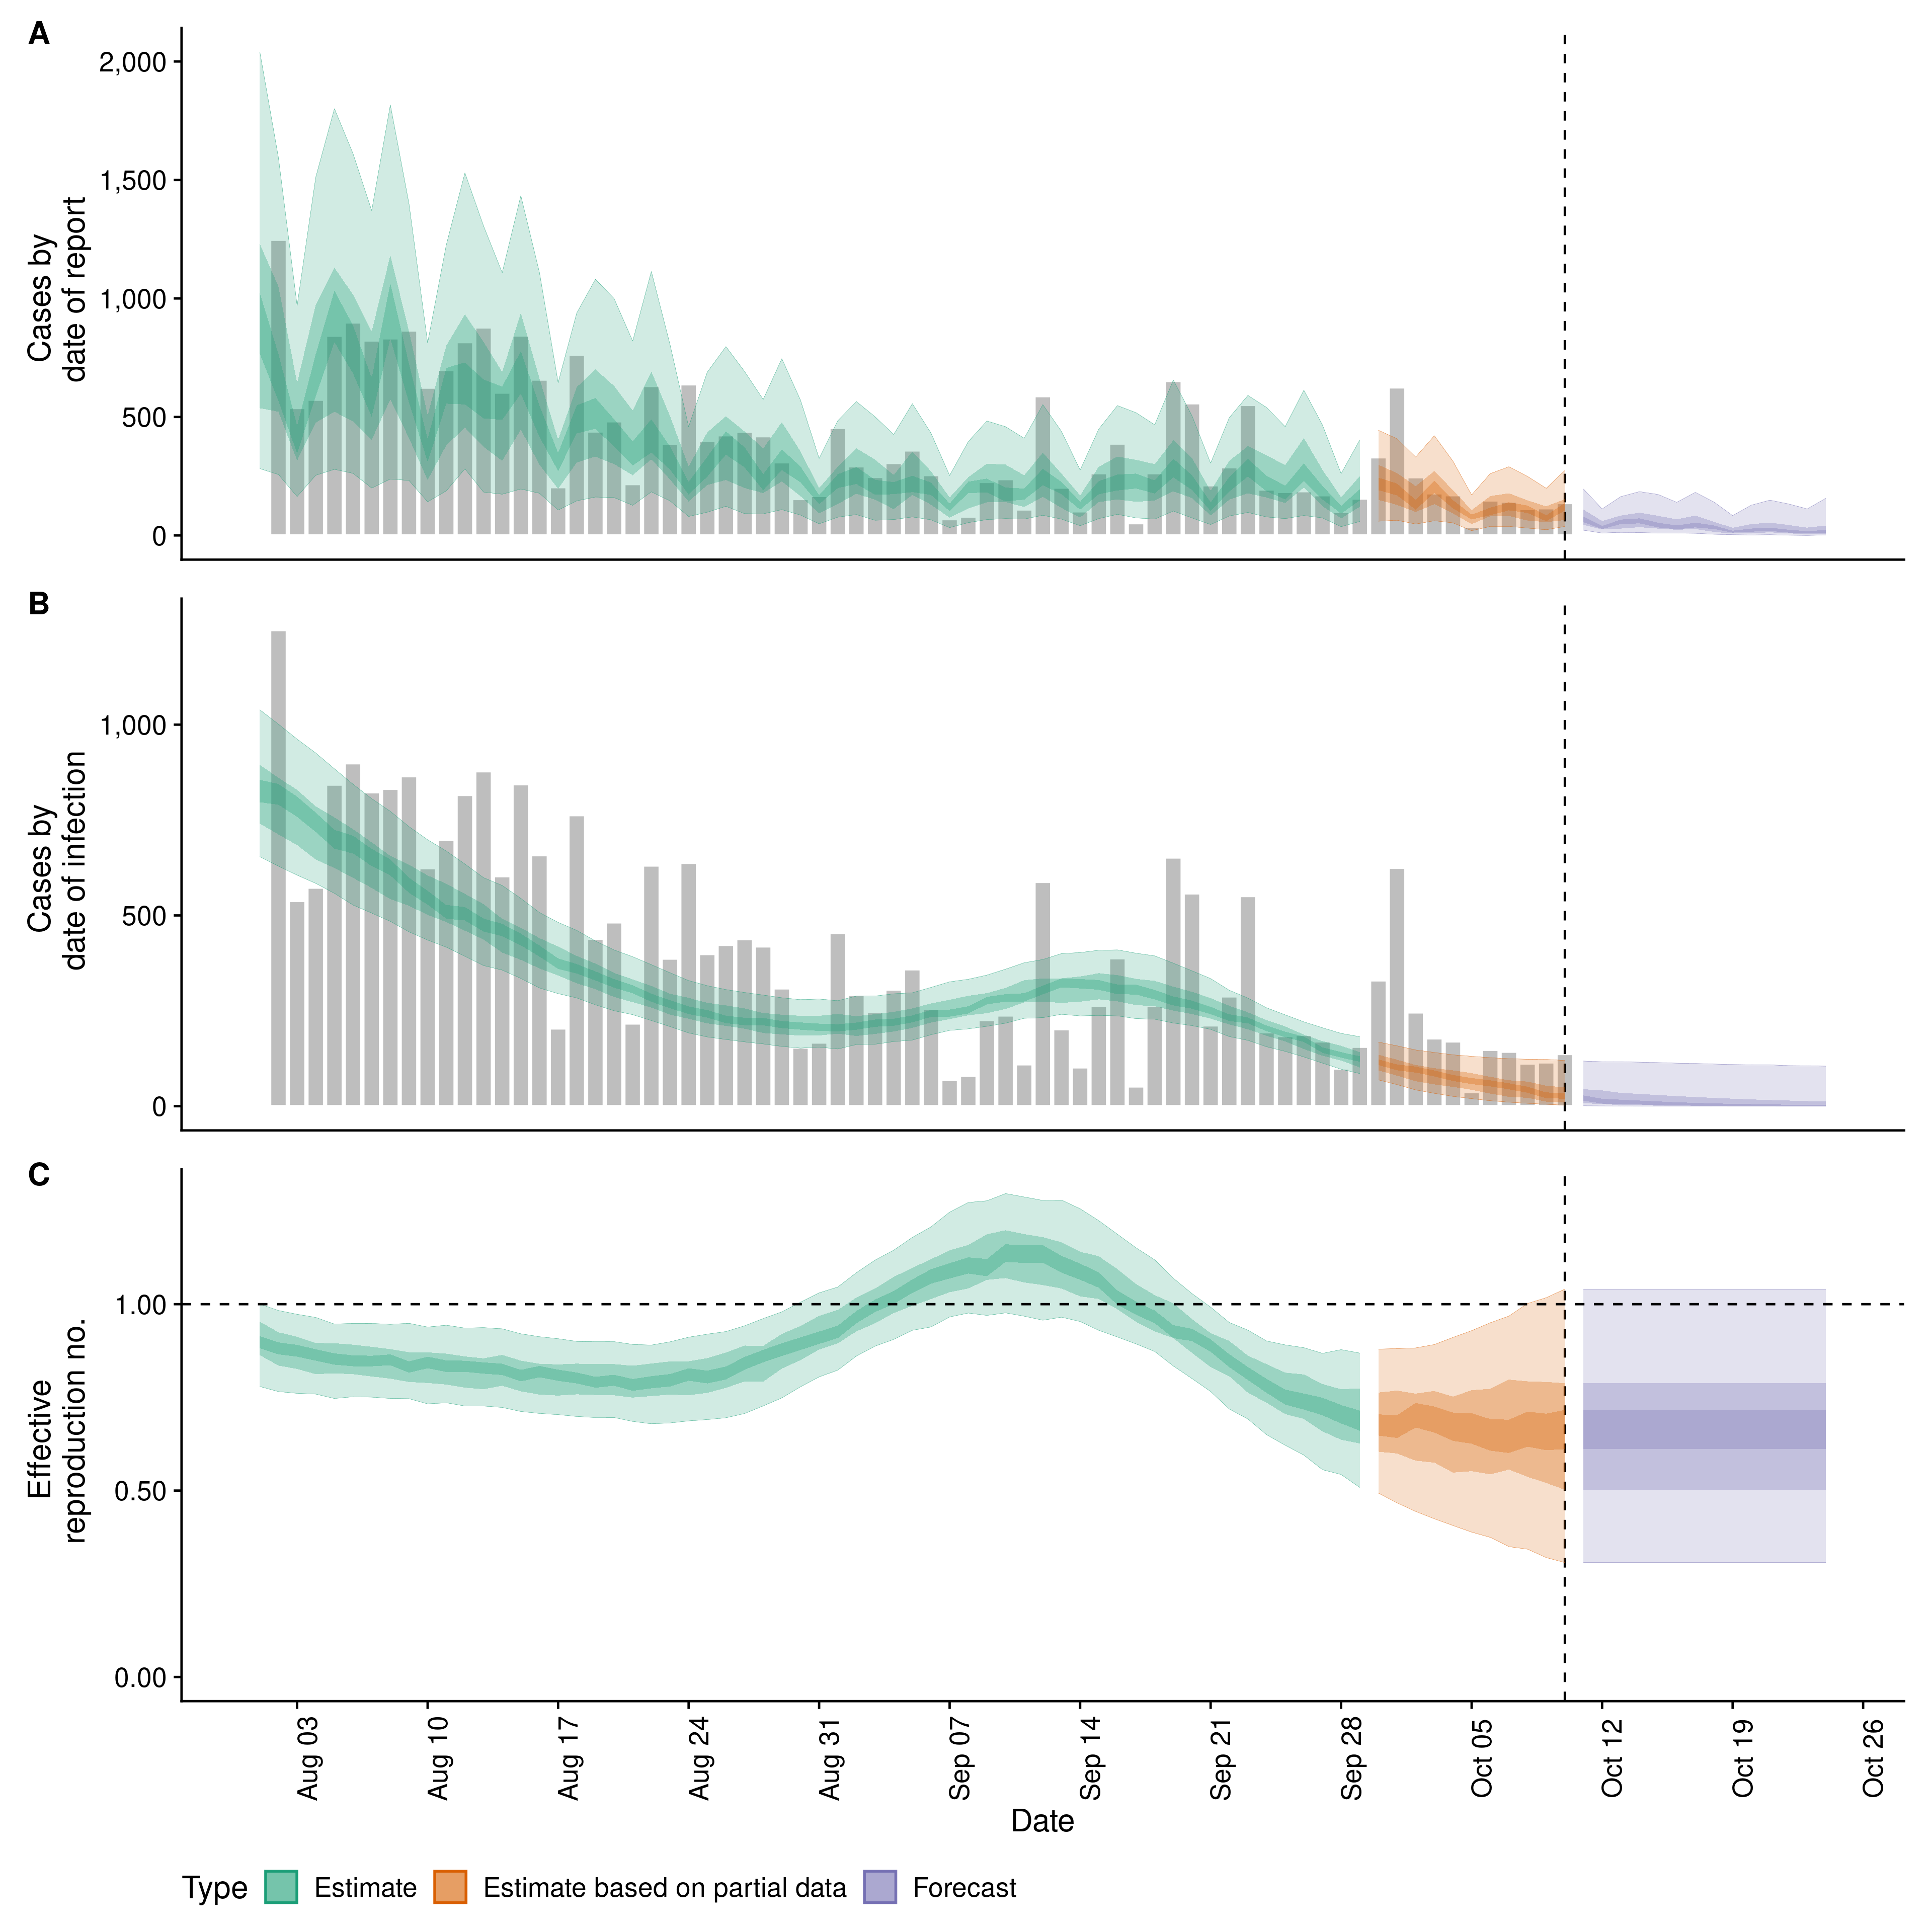 A
2,000
1,500
1,000
500
0
Cases by
date of report
B
1,000
500
0
Cases by
date of infection
C
1.00
0.50
0.00
Effective
reproduction no.
Aug 03
Aug 10
Aug 17
Aug 24
Aug 31
Sep 07
Sep 14
Sep 21
Sep 28
Oct 05
Oct 12
Oct 19
Oct 26
Date
Type Estimate Estimate based on partial data Forecast